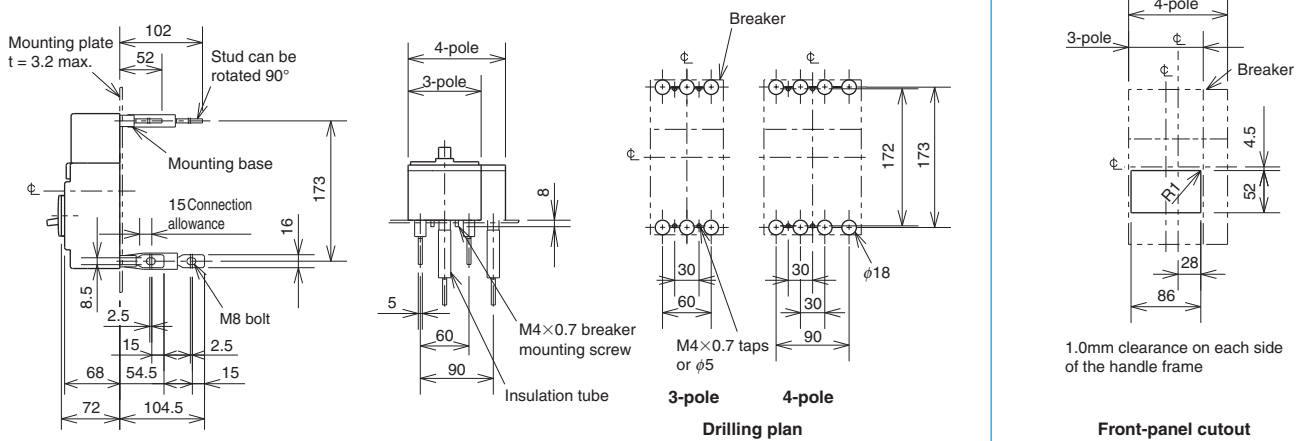 Mounting plate
t = 3.2 max.
102
52
Stud can be
rotated 90°
Mounting base
173
℄
15 Connection
allowance
16
8.5
2.5
M8 bolt
15
2.5
68
54.5
15
72
104.5
4-pole
3-pole
8
5
60
90
M4×0.7 breaker
mounting screw
Insulation tube
Breaker
℄
℄
℄
172
173
30
60
30
30
90
φ18
M4×0.7 taps
or φ5
3-pole
4-pole
Drilling plan
4-pole
3-pole
℄
℄
Breaker
℄
4.5
R1
52
28
86
1.0mm clearance on each side
of the handle frame
Front-panel cutout